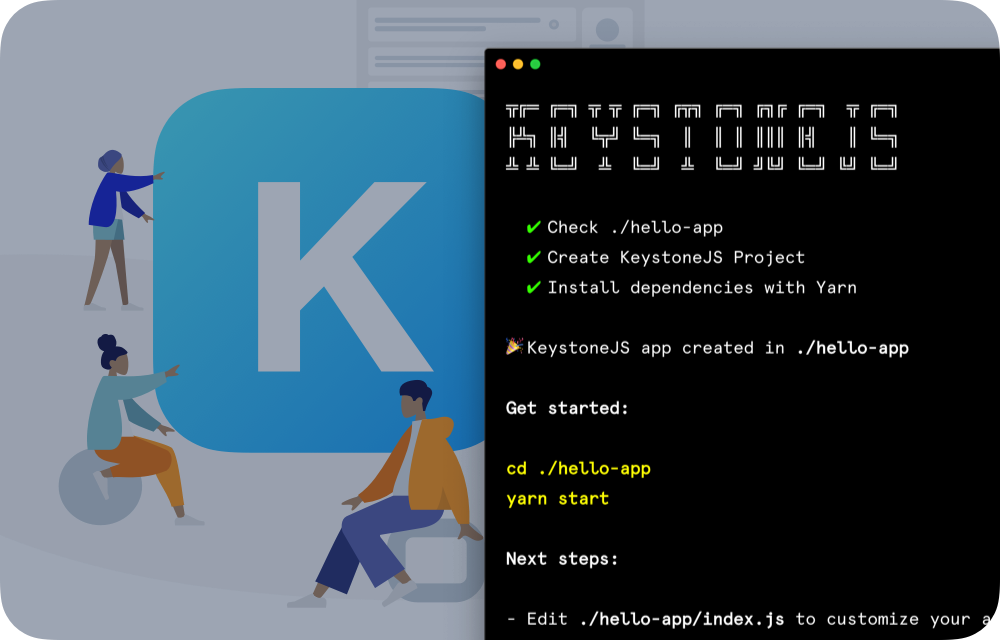 K
KEYSTONEJS
✔ Check ./hello-app
✔ Create KeystoneJS Project
✔ Install dependencies with Yarn
🎉 KeystoneJS app created in ./hello-app
Get started:
cd ./hello-app
yarn start
Next steps:
- Edit ./hello-app/index.js to customize your